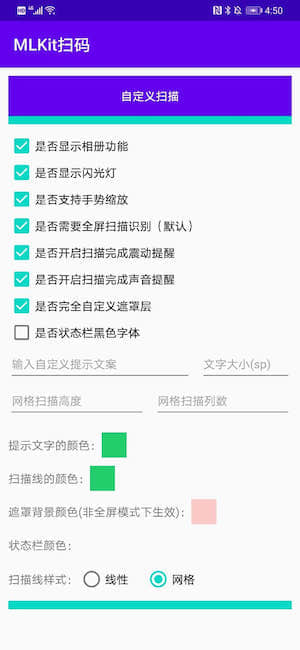 4:50
MLKit扫码
自定义扫描
是否显示相册功能
是否显示闪光灯
是否支持手势缩放
是否需要全屏扫描识别（默认）
是否开启扫描完成震动提醒
是否开启扫描完成声音提醒
是否完全自定义遮罩层
是否状态栏黑色字体
输入自定义提示文案 文字大小(sp)
网格扫描高度 网格扫描列数
提示文字的颜色：
扫描线的颜色：
遮罩背景颜色(非全屏模式下生效)：
状态栏颜色：
扫描线样式： 线性 网格